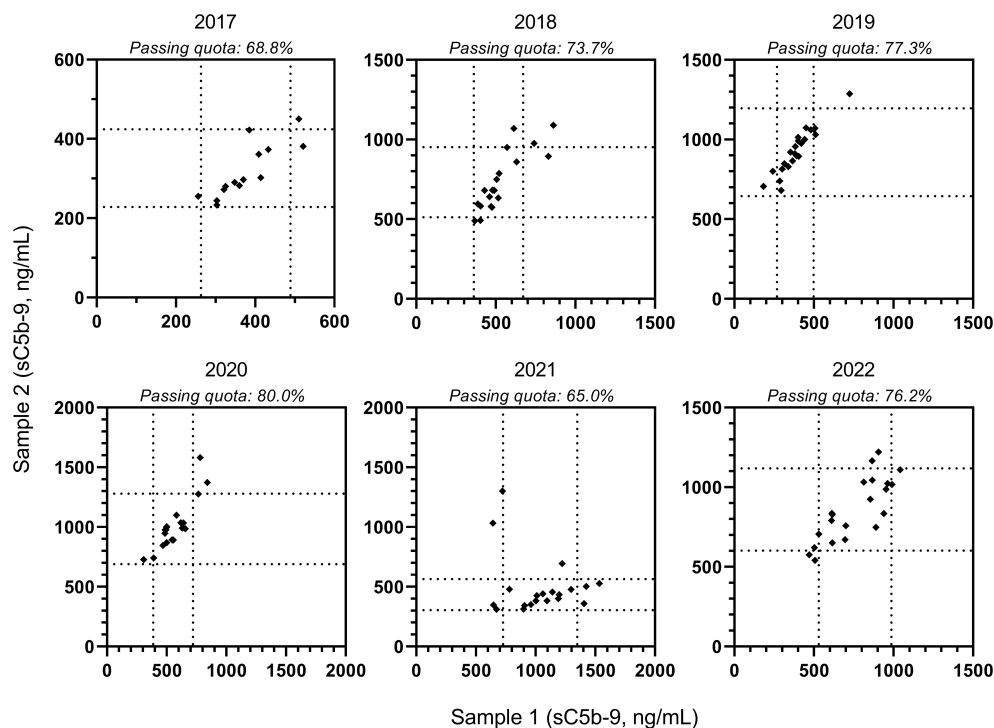 2017
Passing quota: 68.8%
600
400
200
0
0 200 400 600
2018
Passing quota: 73.7%
1500
1000
500
0
0 500 1000 1500
2019
Passing quota: 77.3%
1500
1000
500
0
0 500 1000 1500
Sample 2 (sC5b-9, ng/mL)
2020
Passing quota: 80.0%
2000
1500
1000
500
0
0 500 1000 1500 2000
2021
Passing quota: 65.0%
2000
1500
1000
500
0
0 500 1000 1500 2000
2022
Passing quota: 76.2%
1500
1000
500
0
0 500 1000 1500
Sample 1 (sC5b-9, ng/mL)